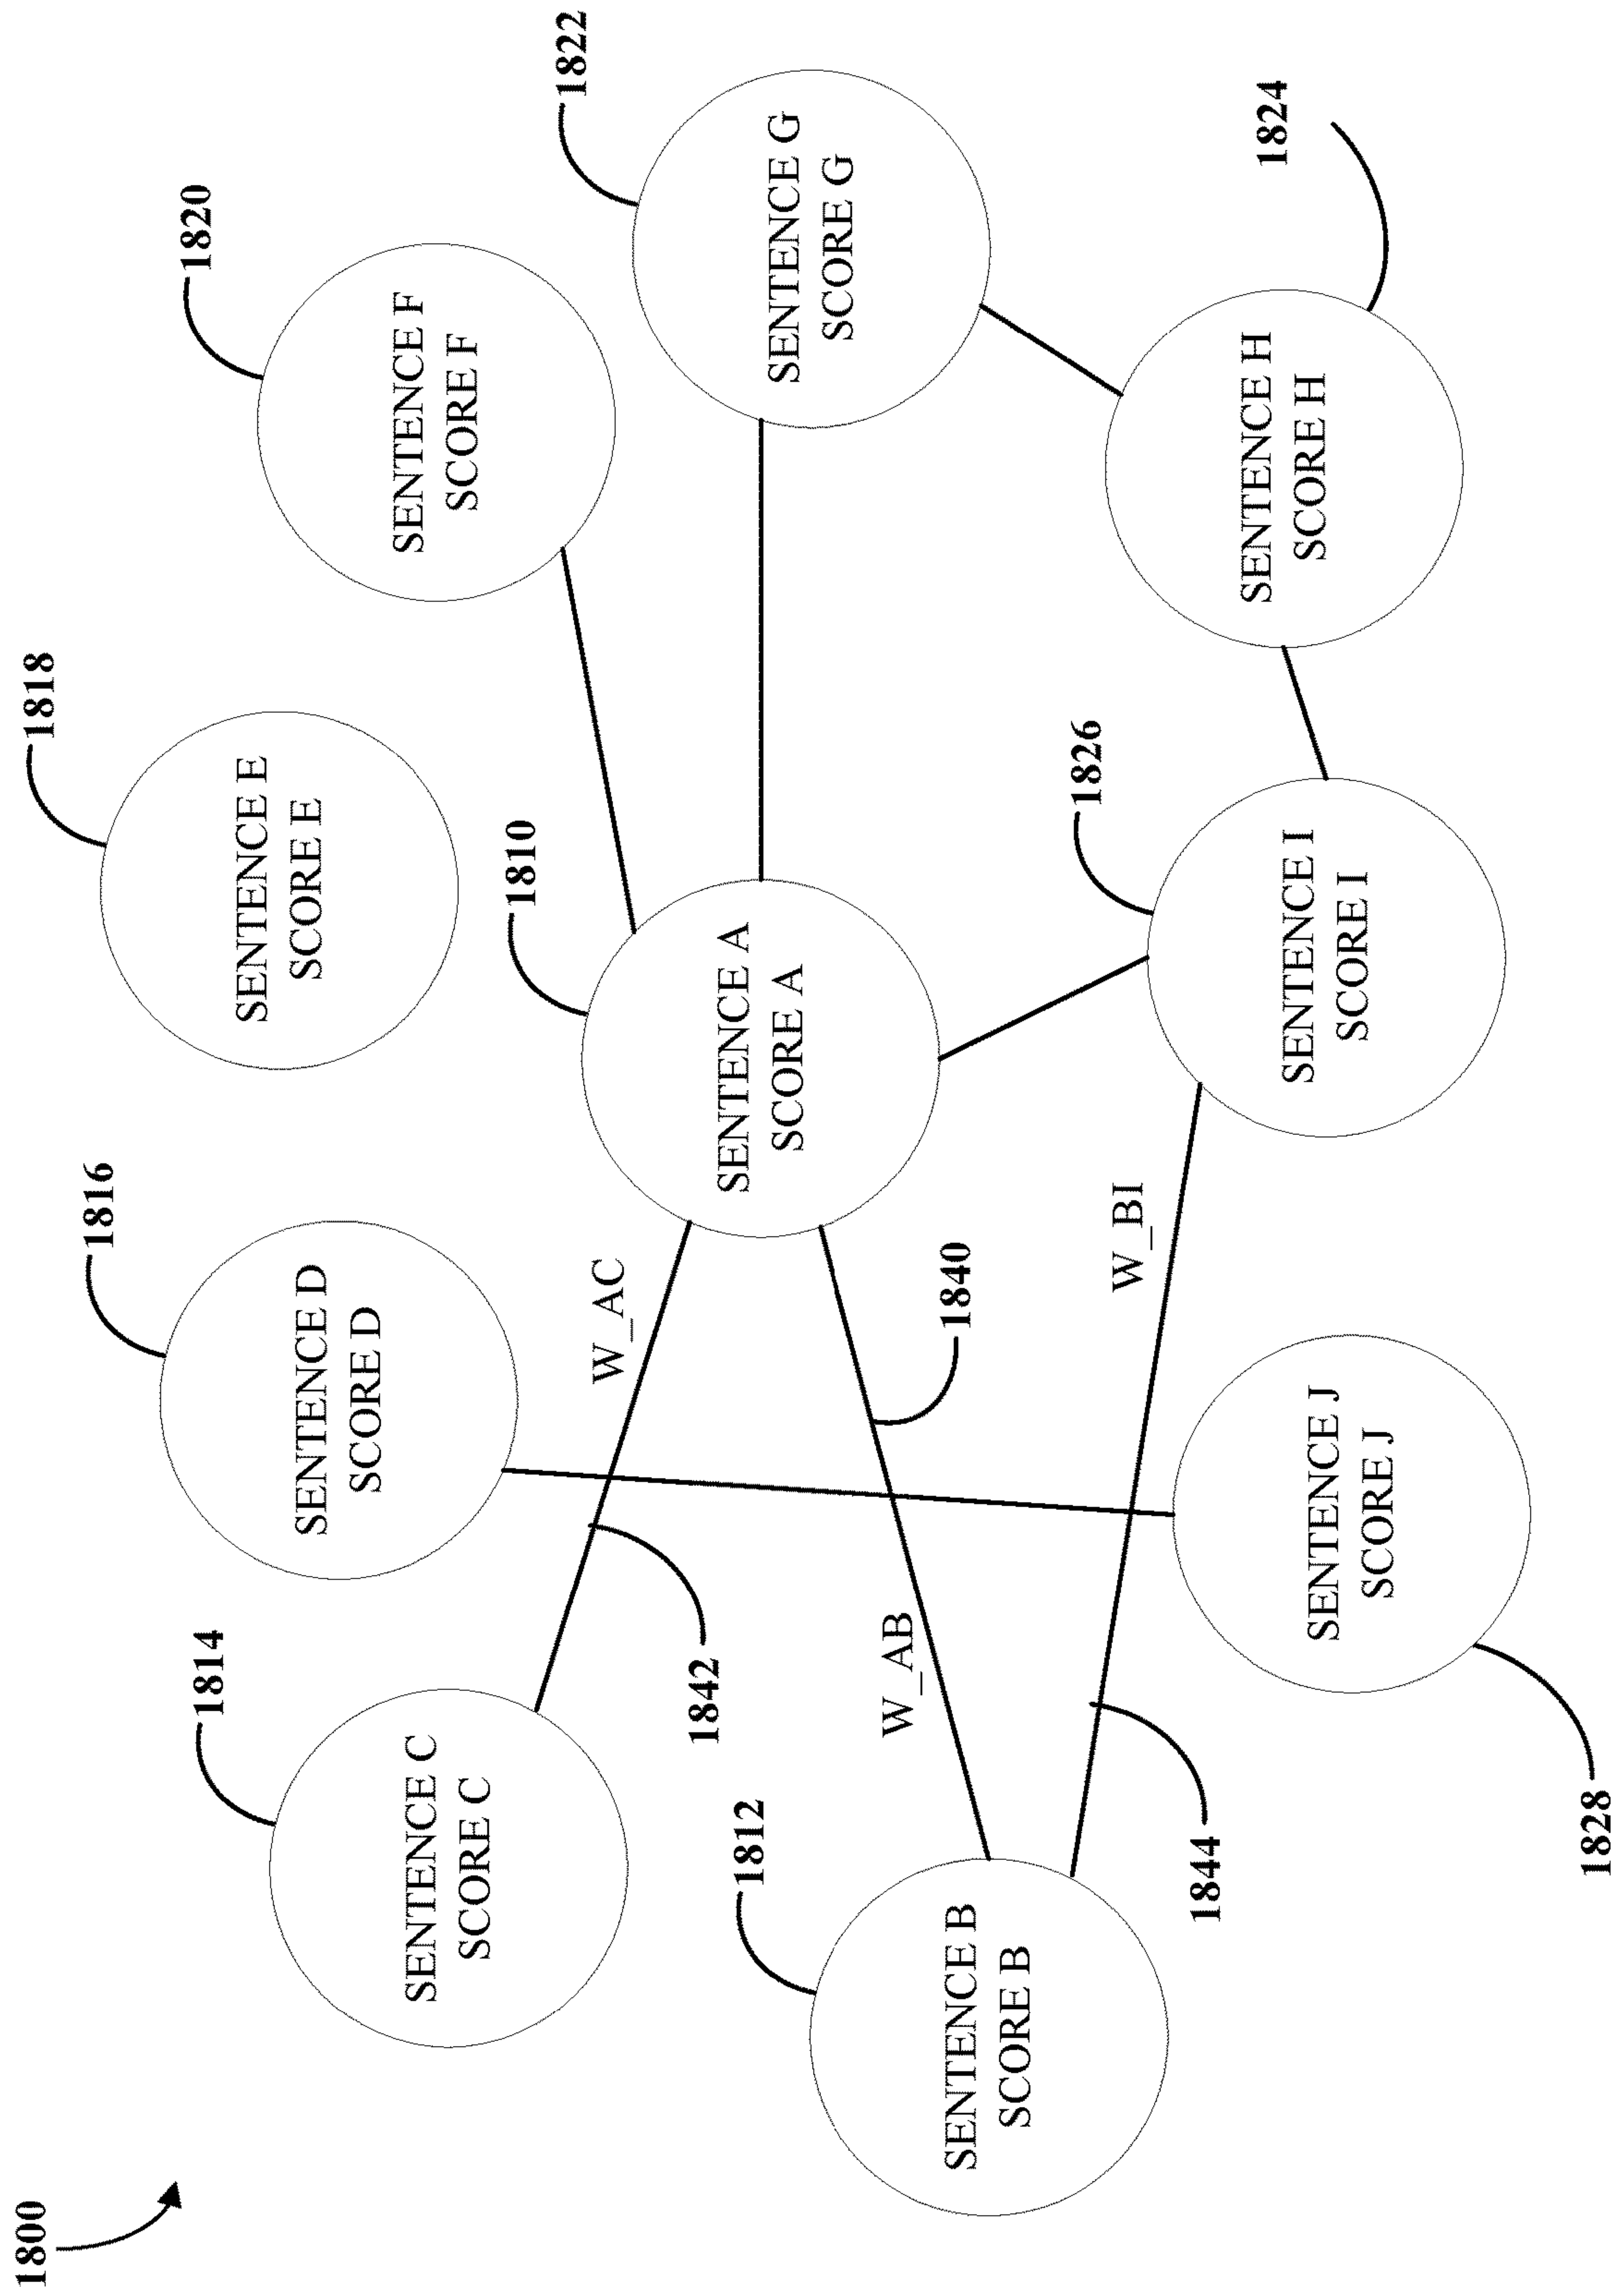 1800
1816
1818
1820
1814
SENTENCE D
SCORE D
SENTENCE E
SCORE E
SENTENCE F
SCORE F
1822
SENTENCE C
SCORE C
1810
W_AC
1842
1812
SENTENCE A
SCORE A
SENTENCE G
SCORE G
W_AB
1840
SENTENCE B
SCORE B
1826
W_BI
1844
SENTENCE I
SCORE I
SENTENCE H
SCORE H
1824
SENTENCE J
SCORE J
1828